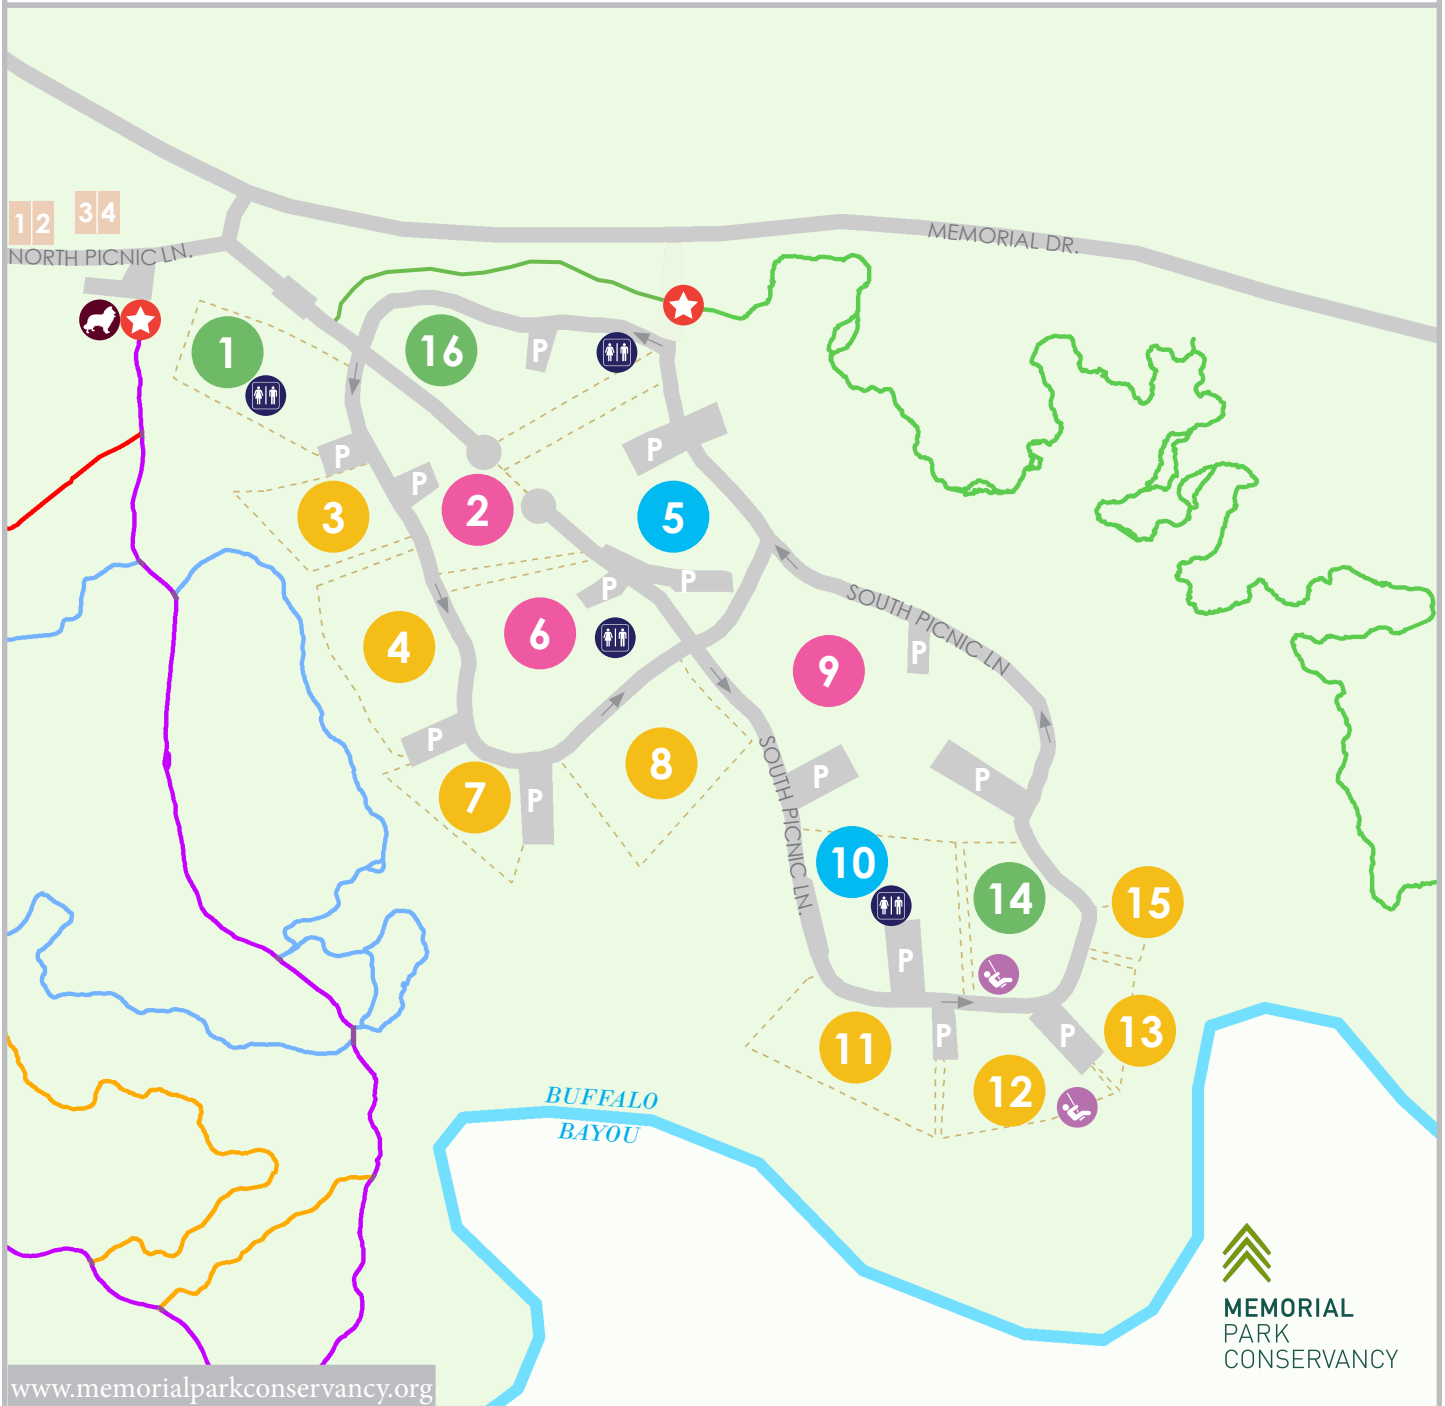 MEMORIAL DR.
1 2
3 4
NORTH PICNIC LN.
1
16
P
P
P
P
3
2
5
P
P
SOUTH PICNIC LN
4
6
9
P
P
7
P
8
SOUTH PICNIC LN.
P
P
10
14
15
P
11
P
P
13
12
BUFFALO
BAYOU
MEMORIAL
PARK
CONSERVANCY
www.memorialparkconservancy.org